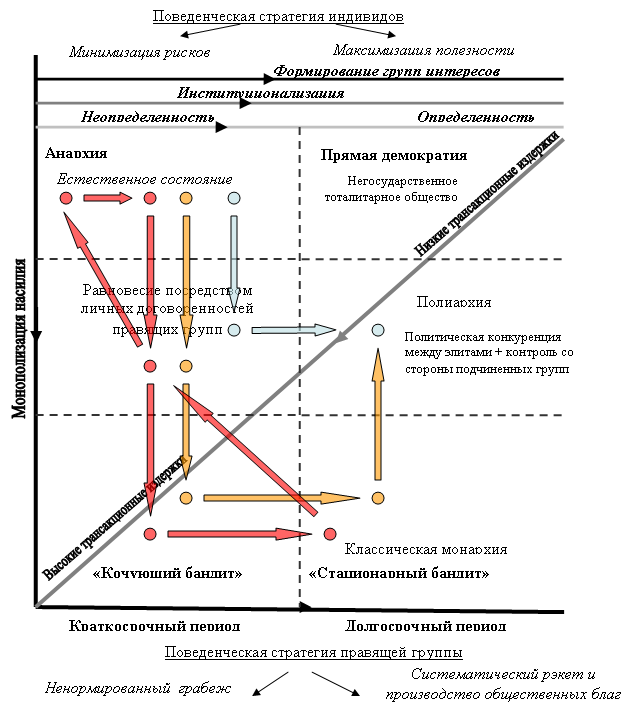 Поведенческая стратегия индивидов
Минимизация рисков
Максимизация полезности
Формирование групп интересов
Институционализация
Неопределенность
Определенность
Анархия
Прямая демократия
Естественное состояние
Негосударственное
тоталитарное общество
Низкие трансакционные издержки
Монополизация насилия
Равновесие посредством
личных договоренностей
правящих групп
Полиархия
Политическая конкуренция
между элитами + контроль со
стороны подчиненных групп
Высокие трансакционные издержки
Классическая монархия
«Кочующий бандит»
«Стационарный бандит»
Краткосрочный период
Долгосрочный период
Поведенческая стратегия правящей группы
Ненормированный грабеж
Систематический рэкет и
производство общественных благ